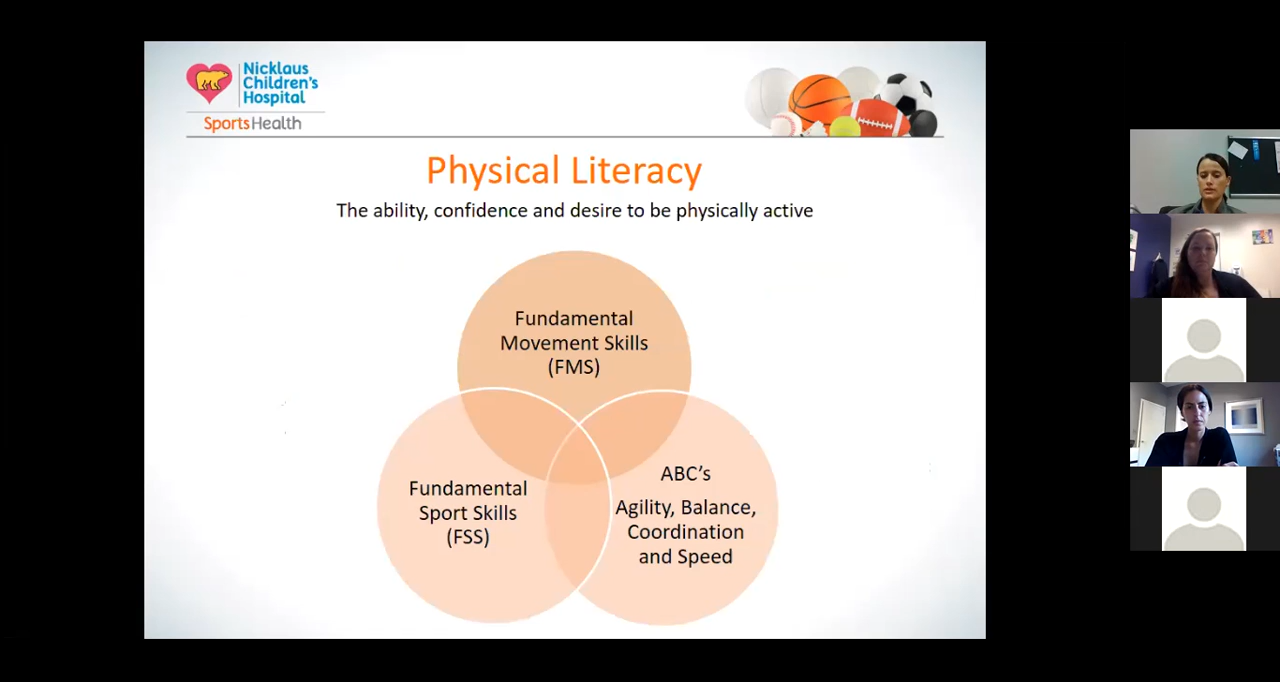 Nicklaus
Children's
Hospital
SportsHealth
Physical Literacy
The ability, confidence and desire to be physically active
Fundamental
Movement Skills
(FMS)
Fundamental
Sport Skills
(FSS)
ABC's
Agility, Balance,
Coordination
and Speed